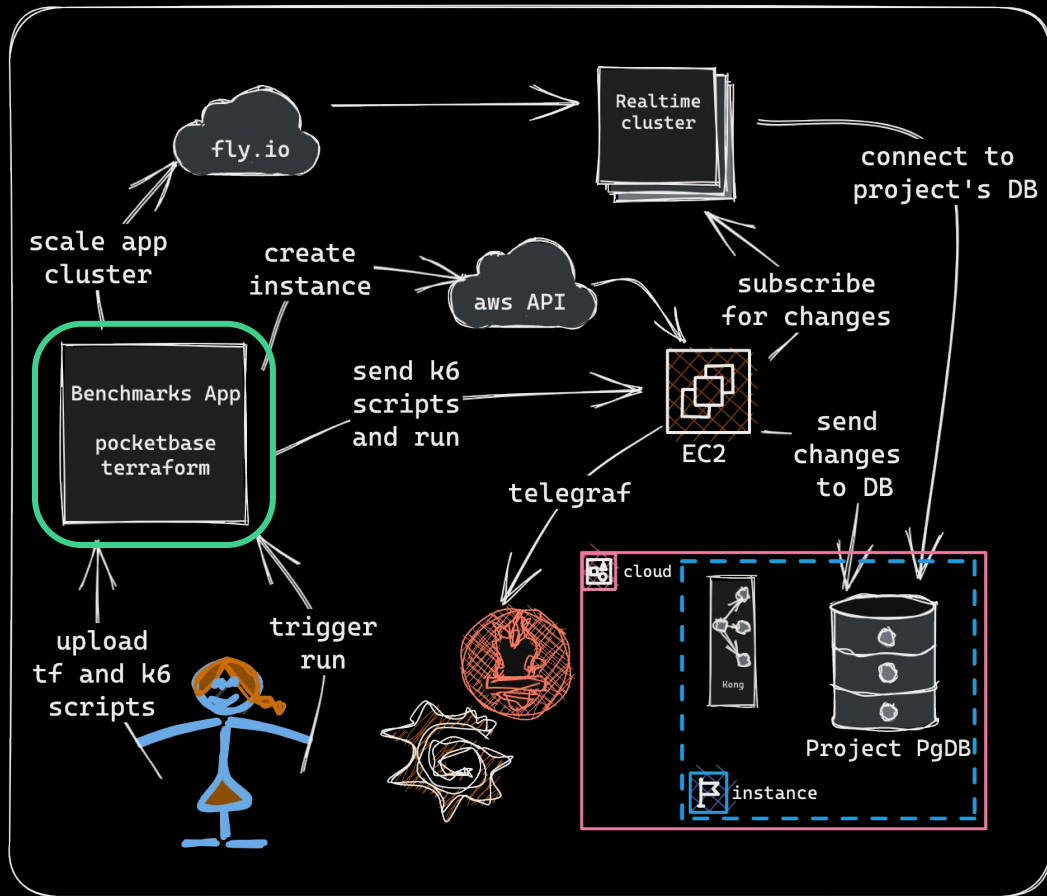 fly.io
Realtime
cluster
connect to
project's DB
scale app
cluster
create
instance
aws API
subscribe
for changes
Benchmarks App
pocketbase
terraform
send k6
scripts
and run
EC2
send
changes
to DB
telegraf
cloud
upload
tf and k6
scripts
trigger
run
Kong
Project PgDB
instance